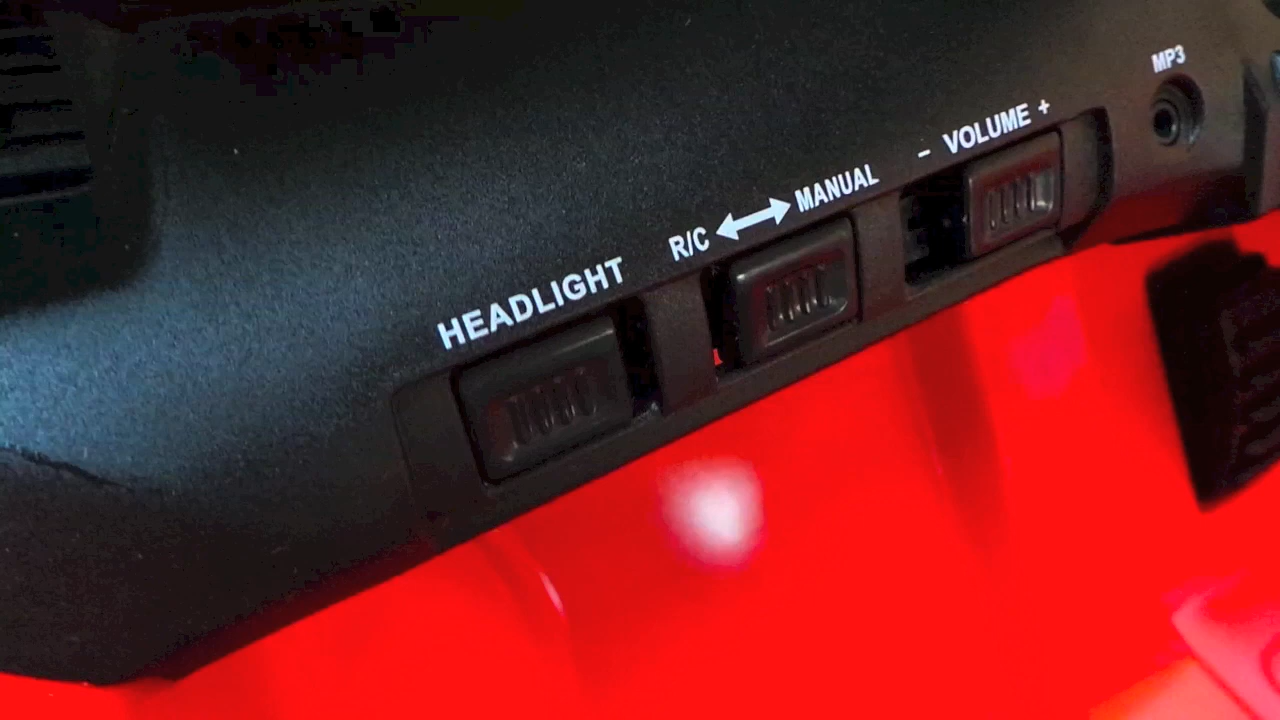 HEADLIGHT
R/C ↔ MANUAL
- VOLUME +
MP3